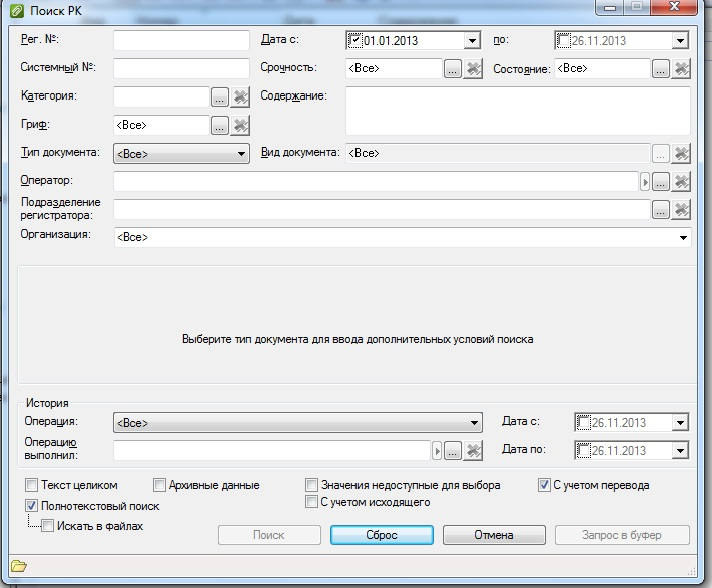 Поиск РК
Рег. №: Дата с: 01.01.2013 по: 26.11.2013
Системный №: Срочность: <Все> ... Состояние: <Все> ...
Категория: ... Содержание:
Гриф: <Все> ...
Тип документа: <Все> Вид документа: <Все> ...
Оператор: ...
Подразделение
регистратора: ...
Организация: <Все>
Выберите тип документа для ввода дополнительных условий поиска
История
Операция: <Все> Дата с: 26.11.2013
Операцию
выполнил: ... Дата по: 26.11.2013
Текст целиком Архивные данные Значения недоступные для выбора С учетом перевода
Полнотекстовый поиск С учетом исходящего
Искать в файлах
Поиск Сброс Отмена Запрос в буфер